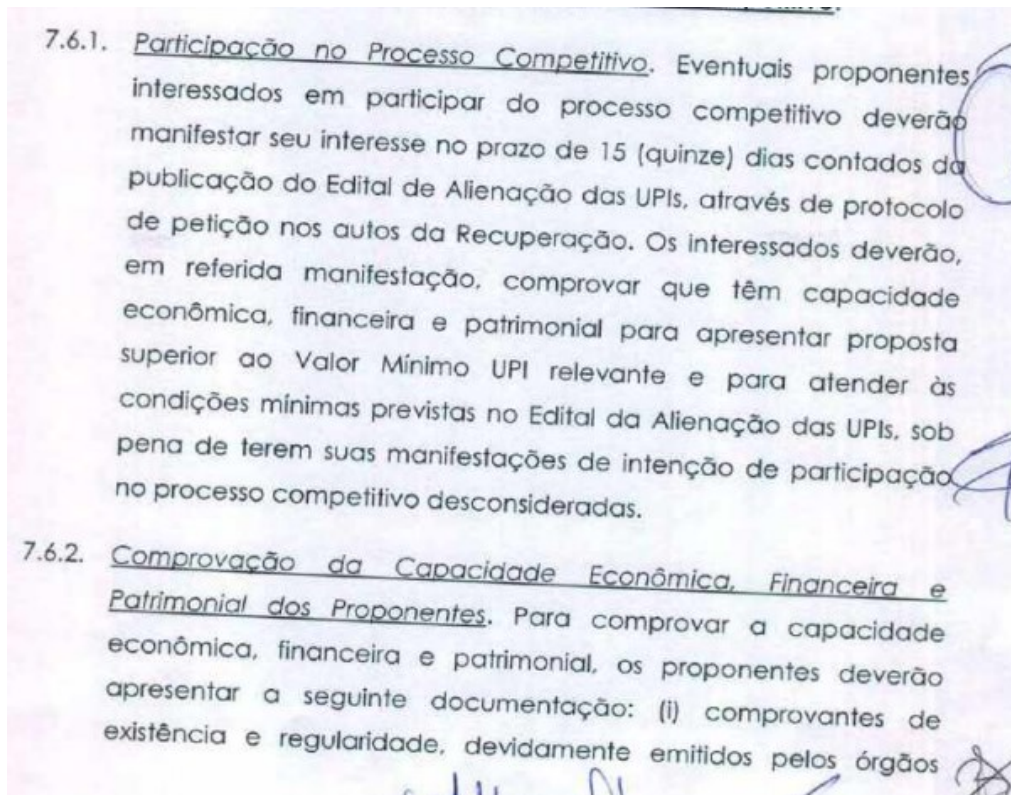 7.6.1. Participação no Processo Competitivo. Eventuais proponentes
interessados em participar do processo competitivo deverão
manifestar seu interesse no prazo de 15 (quinze) dias contados da
publicação do Edital de Alienação das UPIs, através de protocolo
de petição nos autos da Recuperação. Os interessados deverão,
em referida manifestação, comprovar que têm capacidade
econômica, financeira e patrimonial para apresentar proposta
superior ao Valor Mínimo UPI relevante e para atender às
condições mínimas previstas no Edital da Alienação das UPIs, sob
pena de terem suas manifestações de intenção de participação
no processo competitivo desconsideradas.
7.6.2. Comprovação da Capacidade Econômica, Financeira e
Patrimonial dos Proponentes. Para comprovar a capacidade
econômica, financeira e patrimonial, os proponentes deverão
apresentar a seguinte documentação: (i) comprovantes de
existência e regularidade, devidamente emitidos pelos órgãos